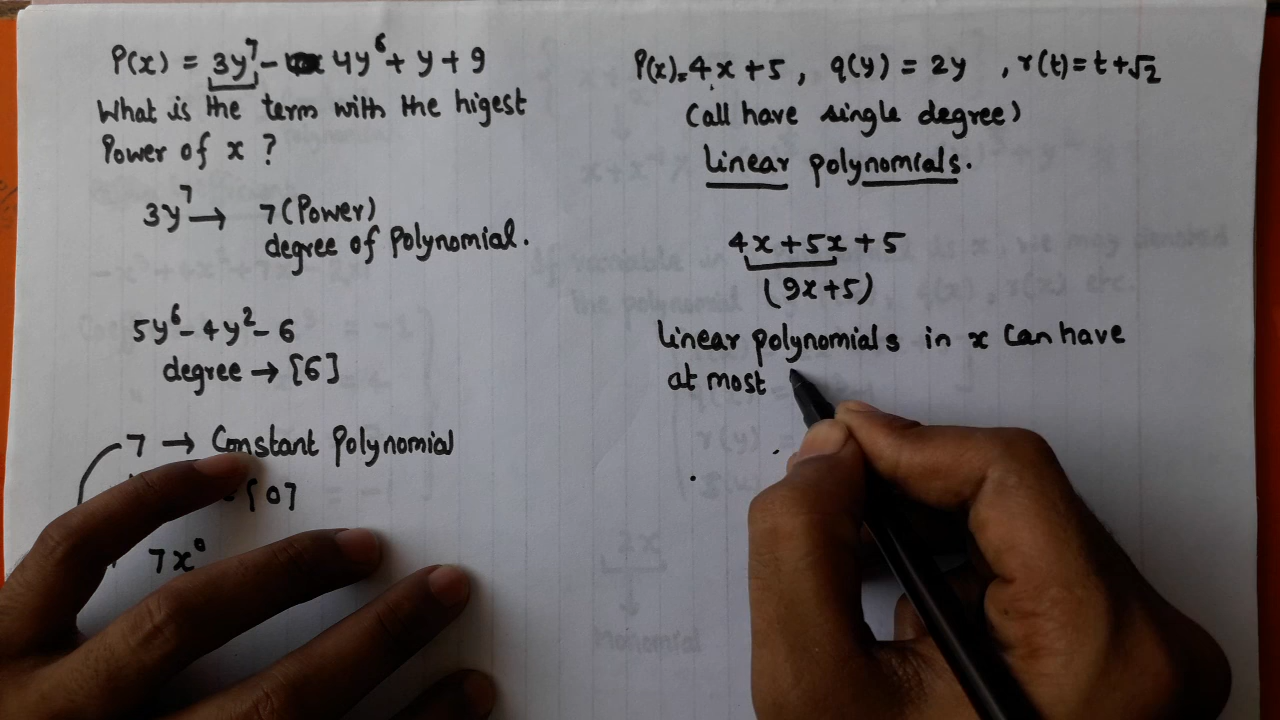 P(x) = 3y⁷ - 4y⁶ + y + 9
What is the term with the higest
Power of x ?
3y⁷ → 7 (Power)
degree of Polynomial.
5y⁶ - 4y² - 6
degree → [6]
7 → Constant Polynomial
[0]
7x⁰
P(x) = 4x + 5, q(y) = 2y , r(t) = t + √2
(all have single degree)
linear polynomials.
4x + 5x + 5
(9x + 5)
linear polynomials in x can have
at most